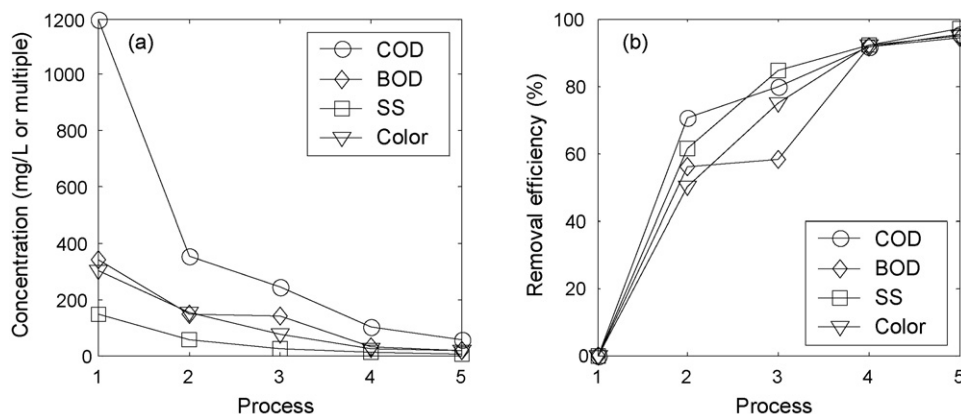 (a)
COD
BOD
SS
Color
Concentration (mg/L or multiple)
1200
1000
800
600
400
200
0
1 2 3 4 5
Process
(b)
COD
BOD
SS
Color
Removal efficiency (%)
100
80
60
40
20
0
1 2 3 4 5
Process